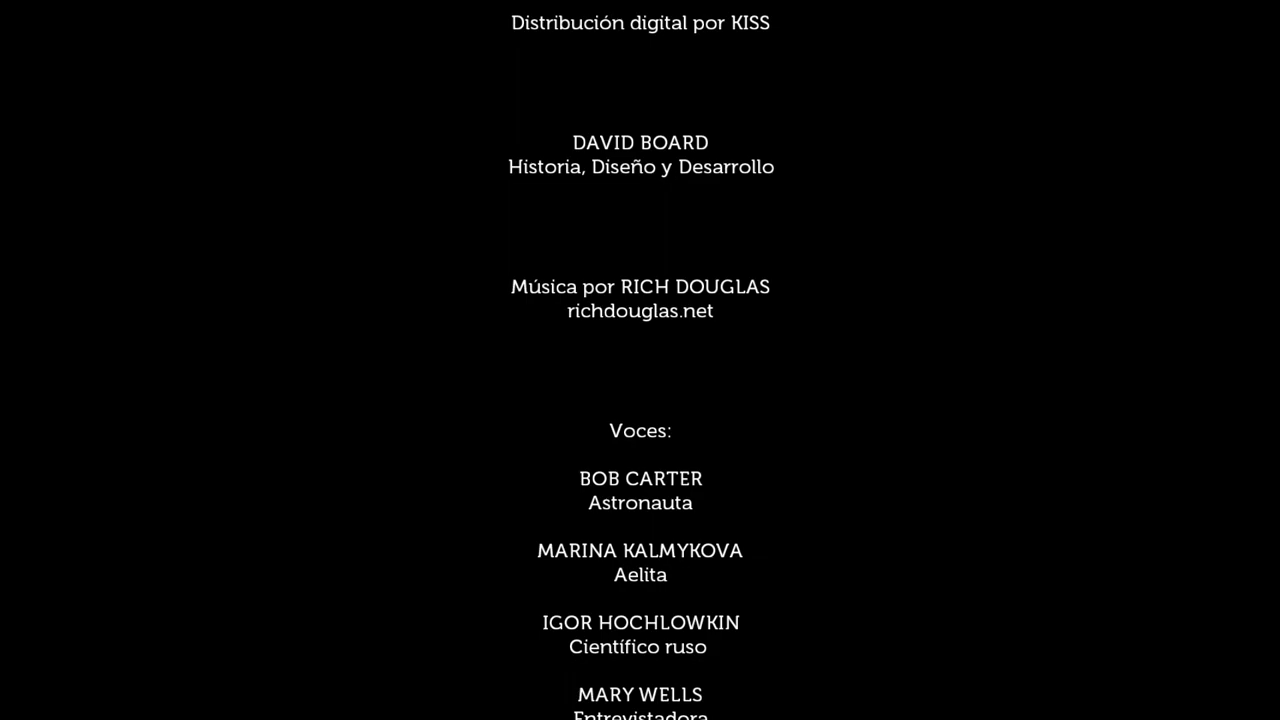 Distribución digital por KISS
DAVID BOARD
Historia, Diseño y Desarrollo
Música por RICH DOUGLAS
richdouglas.net
Voces:
BOB CARTER
Astronauta
MARINA KALMYKOVA
Aelita
IGOR HOCHLOWKIN
Científico ruso
MARY WELLS
Entrevistadora